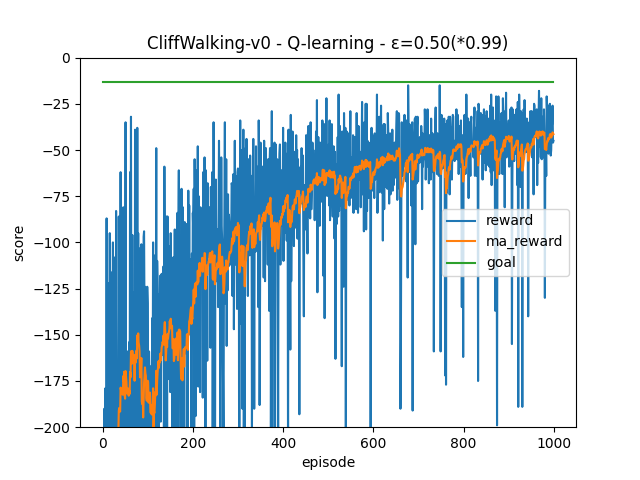 CliffWalking-v0 - Q-learning - ε=0.50(*0.99)
0
−25
−50
−75
−100
−125
−150
−175
−200
score
reward
ma_reward
goal
0 200 400 600 800 1000
episode